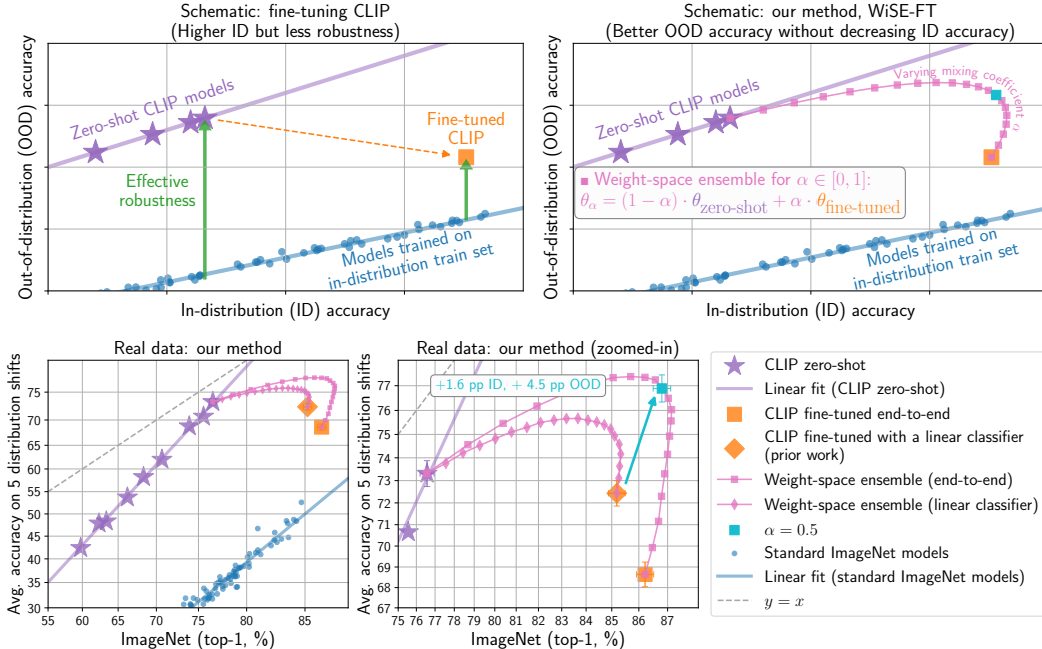 Schematic: fine-tuning CLIP
(Higher ID but less robustness)
Out-of-distribution (OOD) accuracy
Zero-shot CLIP models
Fine-tuned
CLIP
Effective
robustness
Models trained on
in-distribution train set
In-distribution (ID) accuracy
Schematic: our method, WiSE-FT
(Better OOD accuracy without decreasing ID accuracy)
Out-of-distribution (OOD) accuracy
Zero-shot CLIP models
Varying mixing coefficient α
Weight-space ensemble for α ∈ [0, 1]:
θα = (1 − α) · θzero-shot + α · θfine-tuned
Models trained on
in-distribution train set
In-distribution (ID) accuracy
Real data: our method
Avg. accuracy on 5 distribution shifts
75
70
65
60
55
50
45
40
35
30
55 60 65 70 75 80 85
ImageNet (top-1, %)
Real data: our method (zoomed-in)
Avg. accuracy on 5 distribution shifts
+1.6 pp ID, + 4.5 pp OOD
77
76
75
74
73
72
71
70
69
68
67
75 76 77 78 79 80 81 82 83 84 85 86 87
ImageNet (top-1, %)
CLIP zero-shot
Linear fit (CLIP zero-shot)
CLIP fine-tuned end-to-end
CLIP fine-tuned with a linear classifier
(prior work)
Weight-space ensemble (end-to-end)
Weight-space ensemble (linear classifier)
α = 0.5
Standard ImageNet models
Linear fit (standard ImageNet models)
y = x